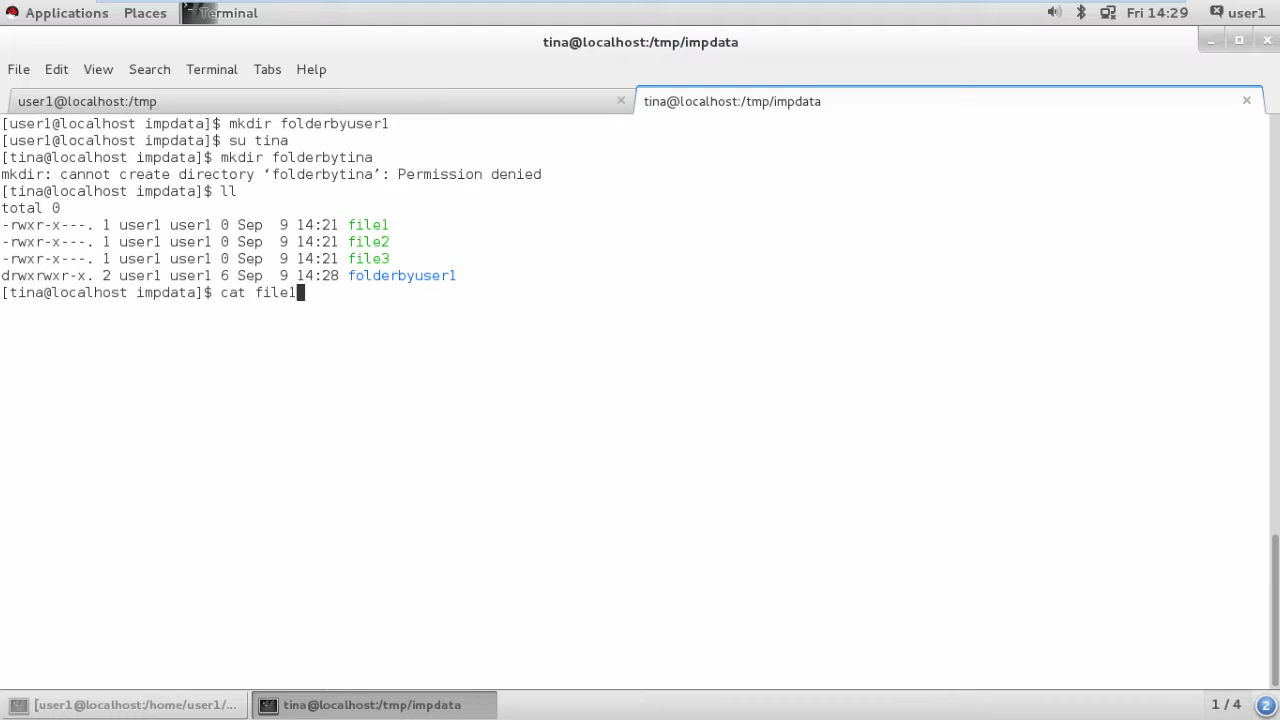 Applications Places Terminal Fri 14:29 user1
tina@localhost:/tmp/impdata
File Edit View Search Terminal Tabs Help
user1@localhost:/tmp × tina@localhost:/tmp/impdata ×
[user1@localhost impdata]$ mkdir folderbyuser1
[user1@localhost impdata]$ su tina
[tina@localhost impdata]$ mkdir folderbytina
mkdir: cannot create directory ‘folderbytina’: Permission denied
[tina@localhost impdata]$ ll
total 0
-rwxr-x---. 1 user1 user1 0 Sep  9 14:21 file1
-rwxr-x---. 1 user1 user1 0 Sep  9 14:21 file2
-rwxr-x---. 1 user1 user1 0 Sep  9 14:21 file3
drwxrwxr-x. 2 user1 user1 6 Sep  9 14:28 folderbyuser1
[tina@localhost impdata]$ cat file1
[user1@localhost:/home/user1/... tina@localhost:/tmp/impdata 1 / 4 2